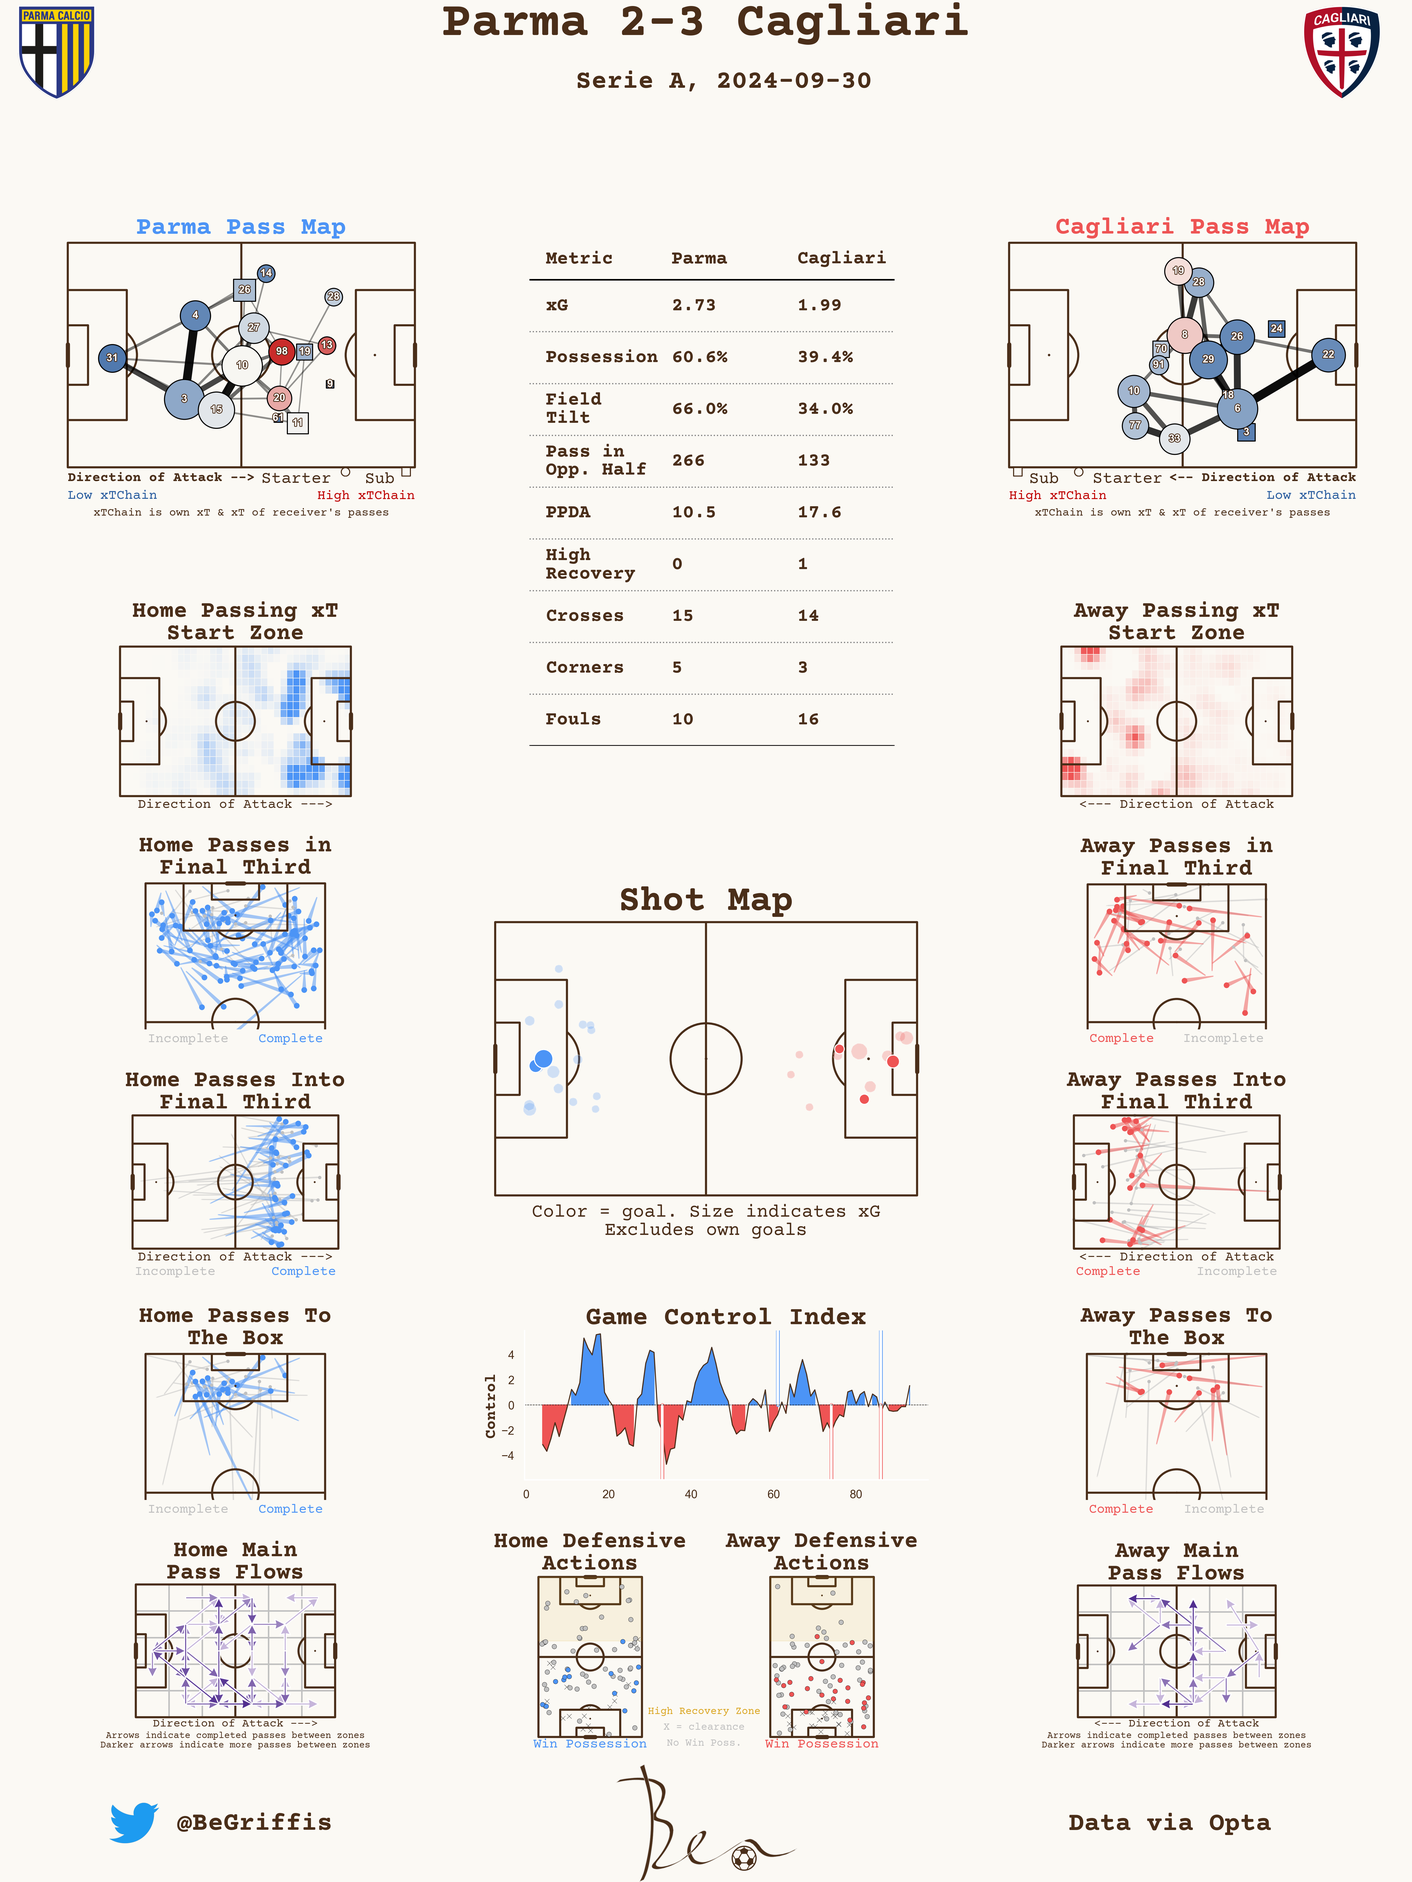 Parma 2-3 Cagliari
Serie A, 2024-09-30
PARMA CALCIO
CAGLIARI
Parma Pass Map
14
26
28
4
27
98
19
13
31
10
9
3
20
15
61
11
Direction of Attack --> Starter Sub
Low xTChain High xTChain
xTChain is own xT & xT of receiver's passes
Metric Parma Cagliari
xG 2.73 1.99
Possession 60.6% 39.4%
Field
Tilt 66.0% 34.0%
Pass in
Opp. Half 266 133
PPDA 10.5 17.6
High
Recovery 0 1
Crosses 15 14
Corners 5 3
Fouls 10 16
Cagliari Pass Map
19
28
8
26
24
70
29
22
91
10
18
6
77
33
3
Sub Starter <-- Direction of Attack
High xTChain Low xTChain
xTChain is own xT & xT of receiver's passes
Home Passing xT
Start Zone
Direction of Attack --->
Away Passing xT
Start Zone
<--- Direction of Attack
Home Passes in
Final Third
Incomplete Complete
Away Passes in
Final Third
Complete Incomplete
Shot Map
Color = goal. Size indicates xG
Excludes own goals
Home Passes Into
Final Third
Direction of Attack --->
Incomplete Complete
Away Passes Into
Final Third
<--- Direction of Attack
Complete Incomplete
Home Passes To
The Box
Incomplete Complete
Game Control Index
Control
4
2
0
−2
−4
0 20 40 60 80
Away Passes To
The Box
Complete Incomplete
Home Main
Pass Flows
Direction of Attack --->
Arrows indicate completed passes between zones
Darker arrows indicate more passes between zones
Home Defensive
Actions
Win Possession
Away Defensive
Actions
Win Possession
High Recovery Zone
X = clearance
No Win Poss.
Away Main
Pass Flows
<--- Direction of Attack
Arrows indicate completed passes between zones
Darker arrows indicate more passes between zones
@BeGriffis
Ben
Data via Opta